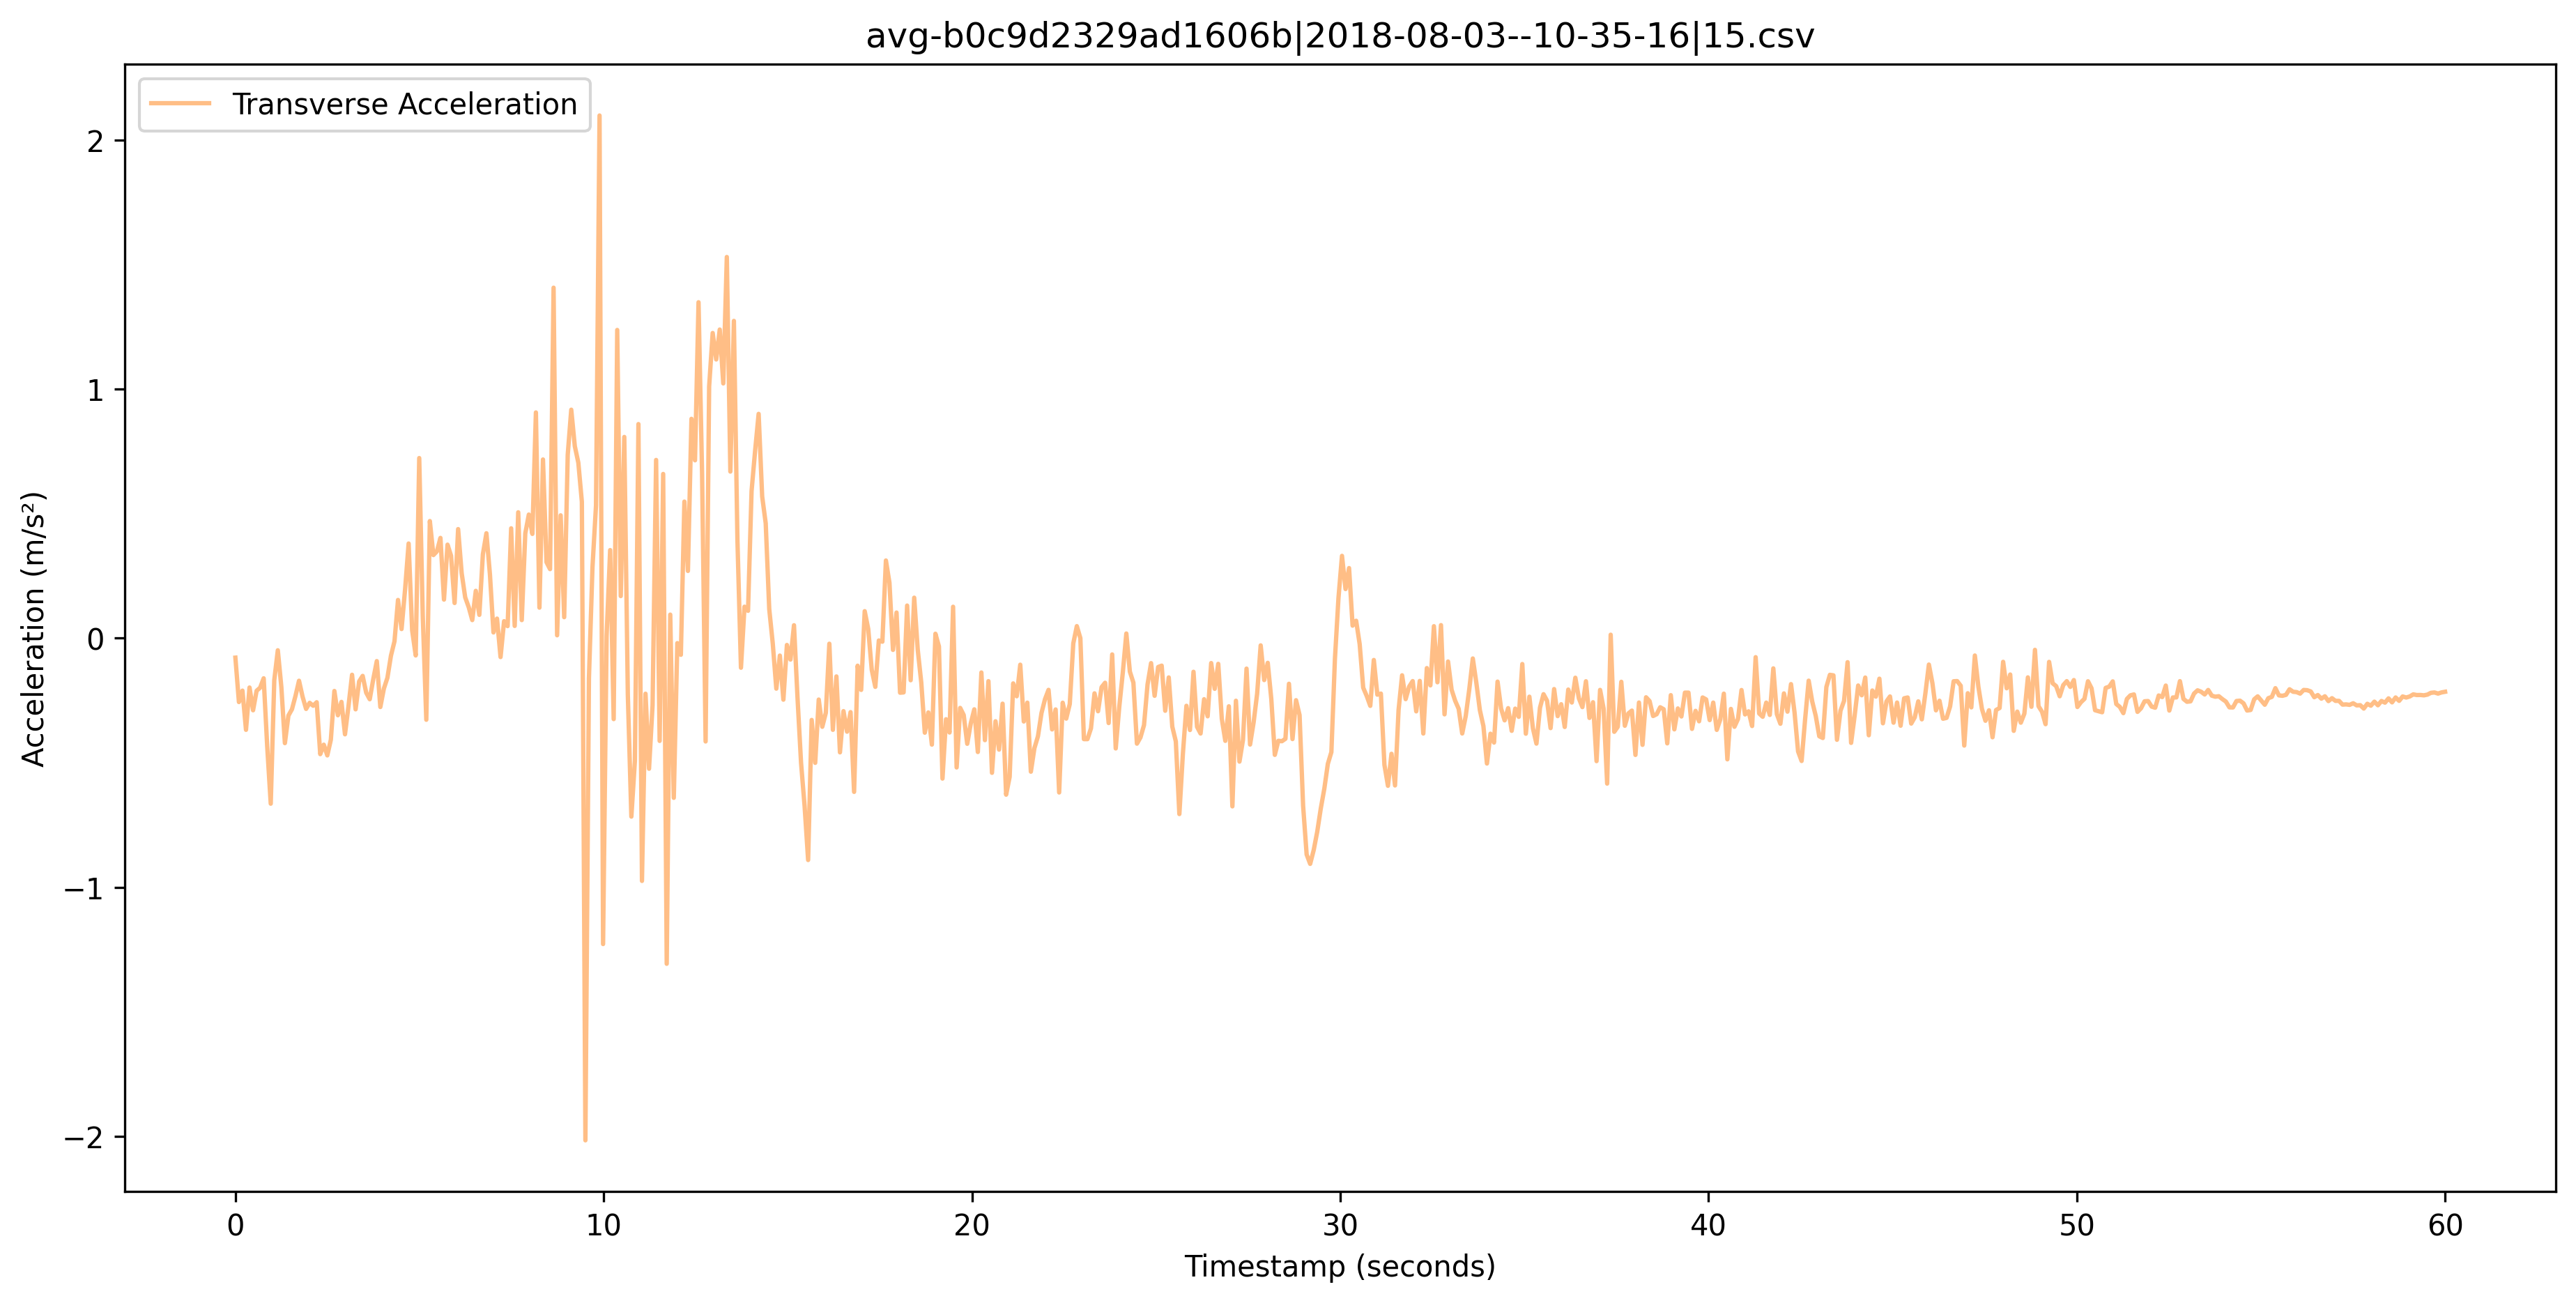 avg-b0c9d2329ad1606b|2018-08-03--10-35-16|15.csv
Transverse Acceleration
2
1
0
−1
−2
Acceleration (m/s²)
0 10 20 30 40 50 60
Timestamp (seconds)